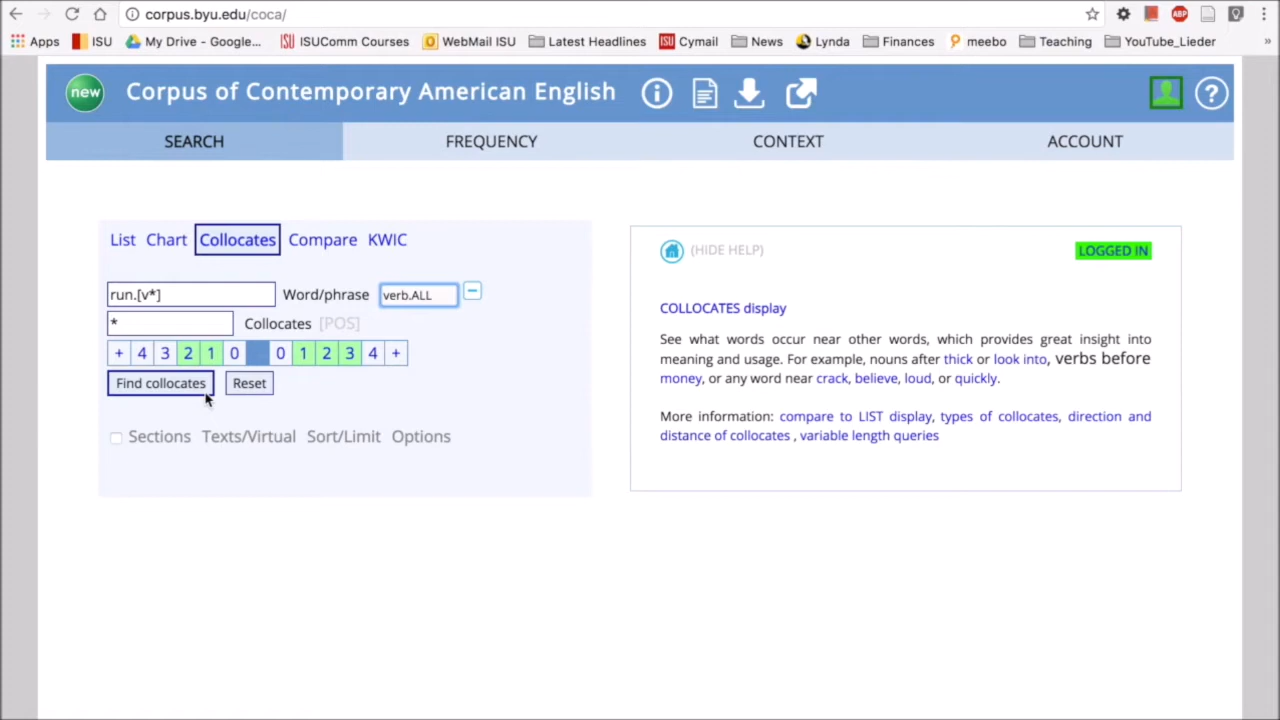 corpus.byu.edu/coca/
ABP
Apps ISU My Drive - Google... ISU ISUComm Courses WebMail ISU Latest Headlines ISU Cymail News Lynda Finances meebo Teaching YouTube_Lieder »
new Corpus of Contemporary American English
SEARCH FREQUENCY CONTEXT ACCOUNT
List Chart Collocates Compare KWIC
run.[v*] Word/phrase verb.ALL
* Collocates [POS]
+ 4 3 2 1 0 0 1 2 3 4 +
Find collocates Reset
Sections Texts/Virtual Sort/Limit Options
(HIDE HELP) LOGGED IN
COLLOCATES display
See what words occur near other words, which provides great insight into
meaning and usage. For example, nouns after thick or look into, verbs before
money, or any word near crack, believe, loud, or quickly.
More information: compare to LIST display, types of collocates, direction and
distance of collocates , variable length queries